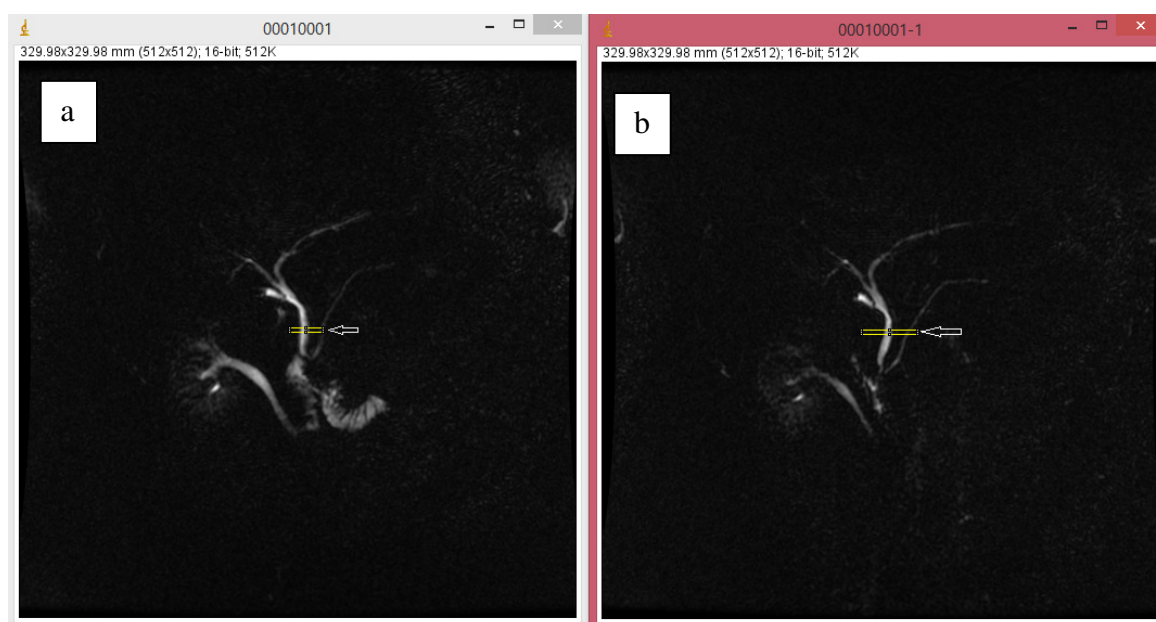 00010001
329.98x329.98 mm (512x512); 16-bit; 512K
a
00010001-1
329.98x329.98 mm (512x512); 16-bit; 512K
b